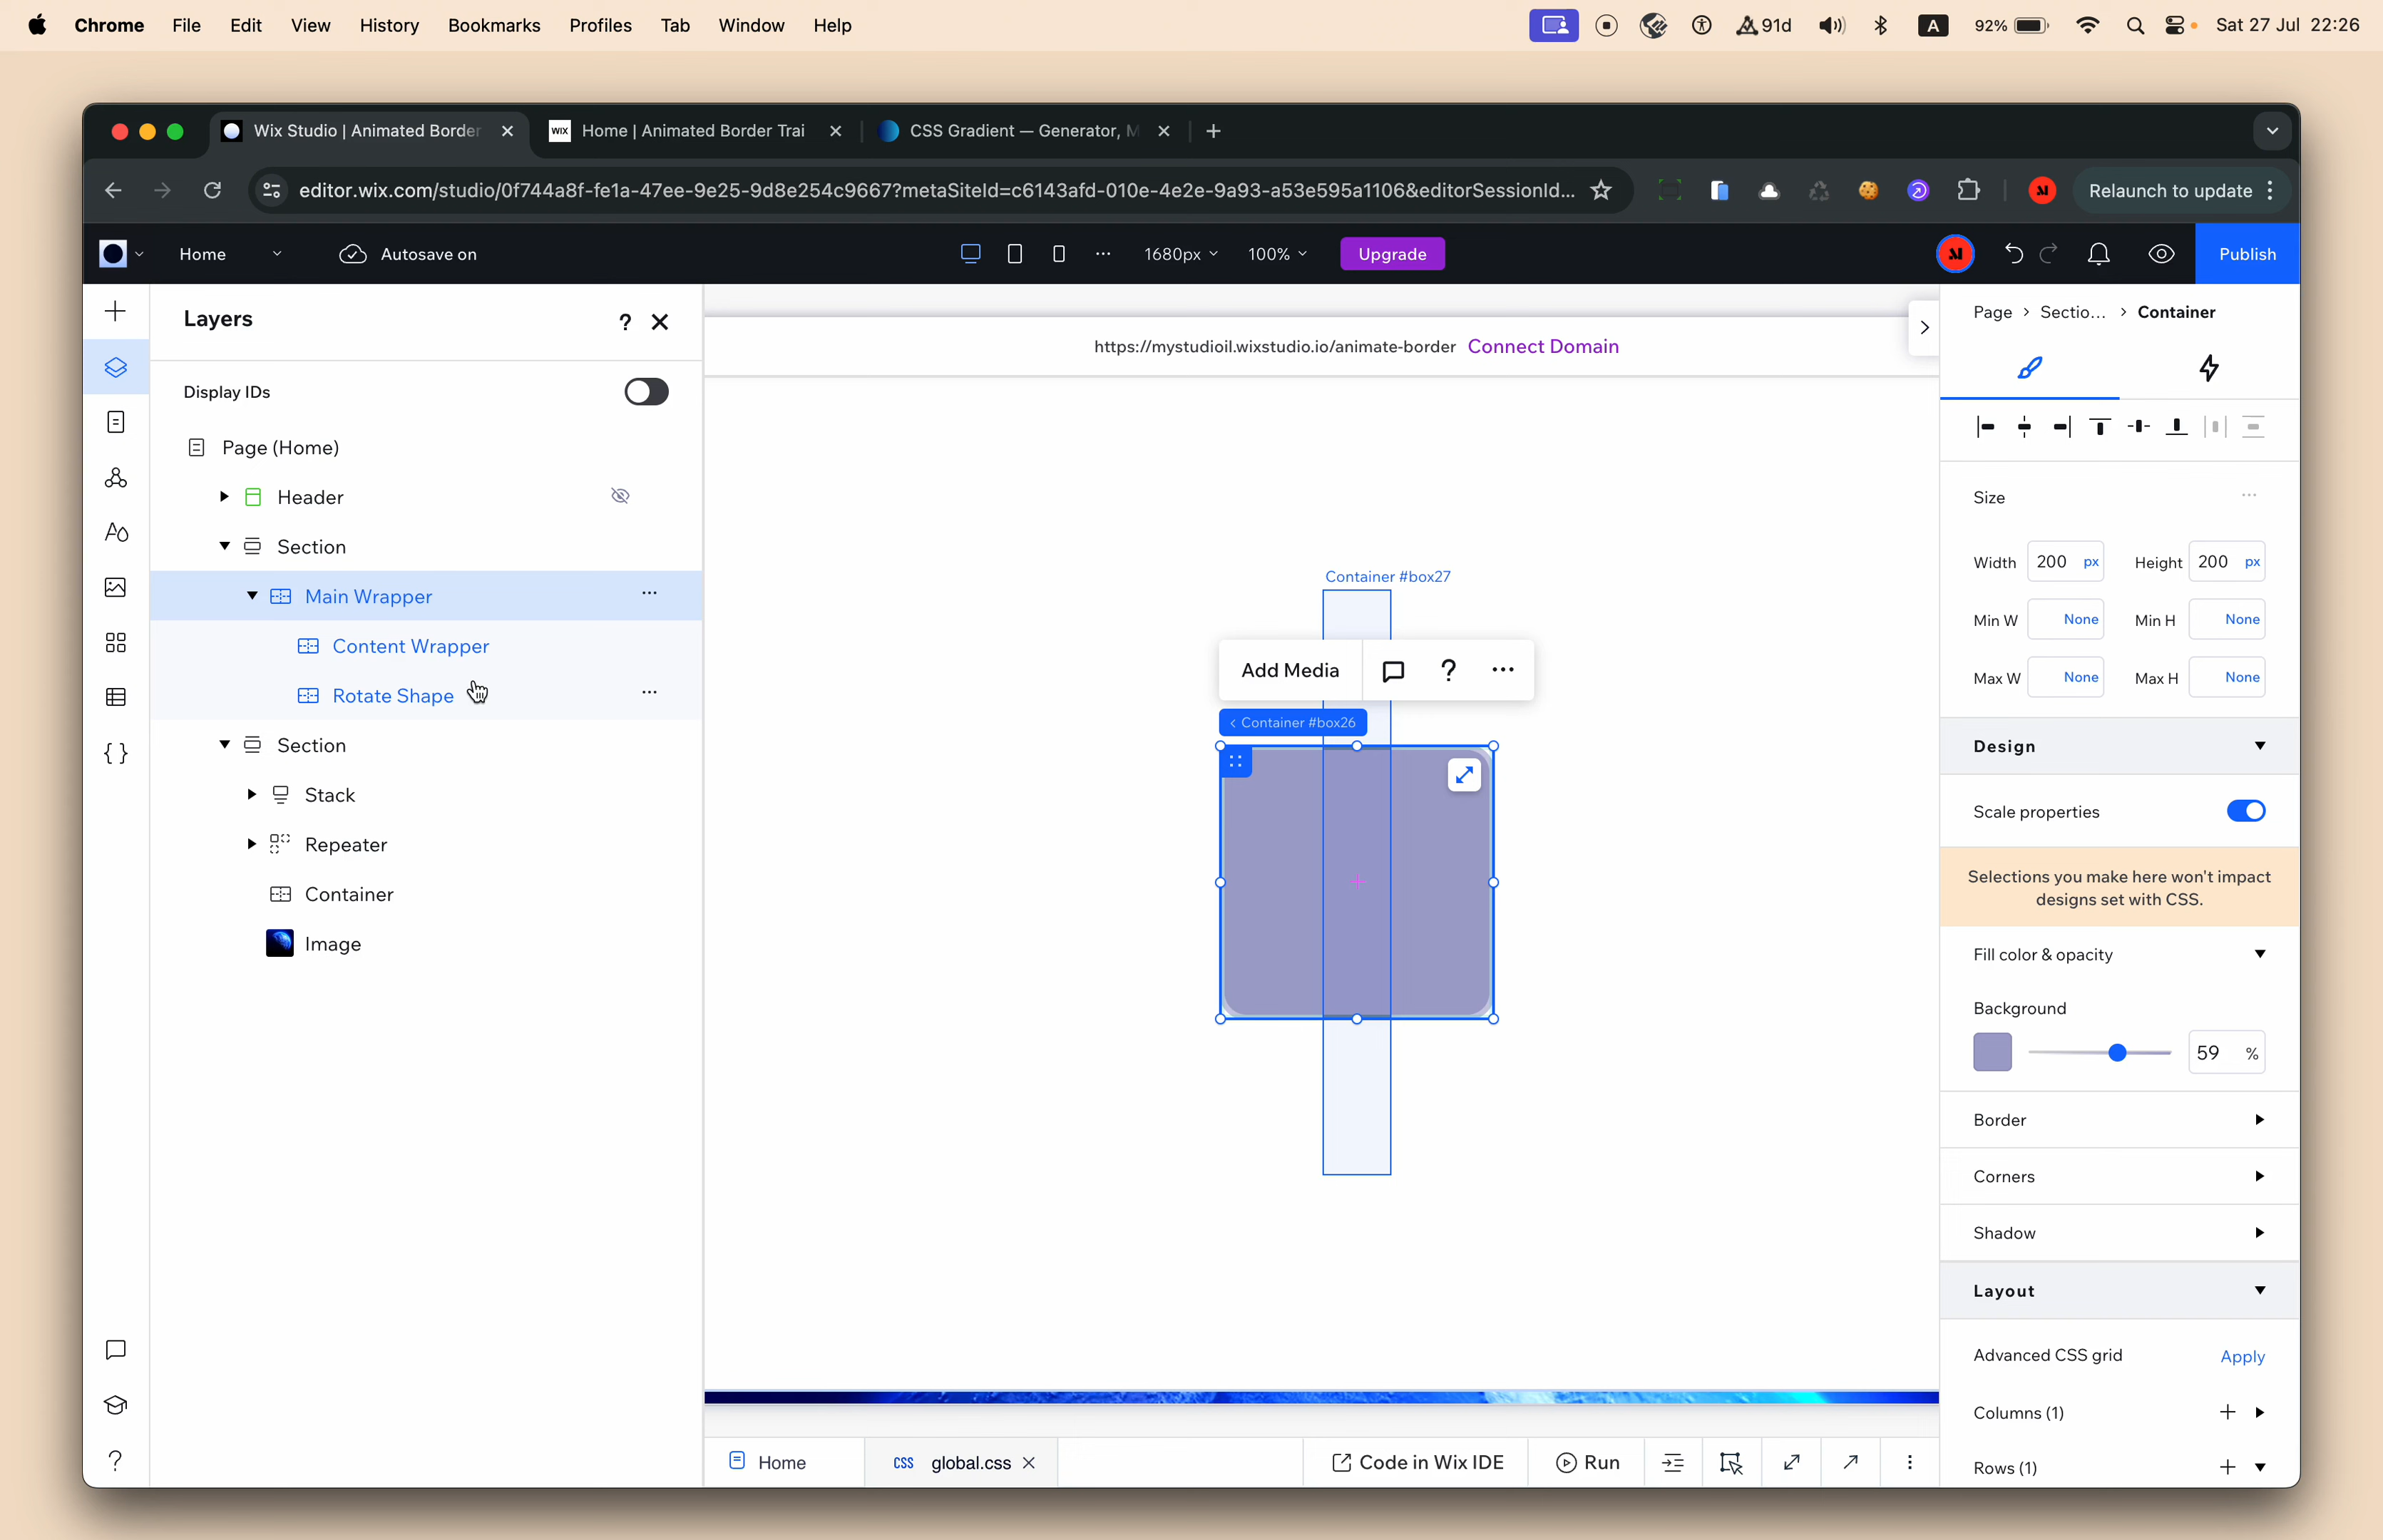 Chrome File Edit View History Bookmarks Profiles Tab Window Help 91d A 92% Sat 27 Jul 22:26
Wix Studio | Animated Border WIX Home | Animated Border Trai CSS Gradient — Generator, M
editor.wix.com/studio/0f744a8f-fe1a-47ee-9e25-9d8e254c9667?metaSiteId=c6143afd-010e-4e2e-9a93-a53e595a1106&editorSessionId... Relaunch to update
Home Autosave on 1680px 100% Upgrade Publish
Layers ?
Display IDs
Page (Home)
Header
Section
Main Wrapper
Content Wrapper
Rotate Shape
Section
Stack
Repeater
Container
Image
https://mystudioil.wixstudio.io/animate-border Connect Domain
Container #box27
Add Media ?
< Container #box26
Page > Sectio... > Container
Size
Width 200 px Height 200 px
Min W None Min H None
Max W None Max H None
Design
Scale properties
Selections you make here won't impact
designs set with CSS.
Fill color & opacity
Background
59 %
Border
Corners
Shadow
Layout
Advanced CSS grid Apply
Columns (1)
Rows (1)
Home CSS global.css Code in Wix IDE Run